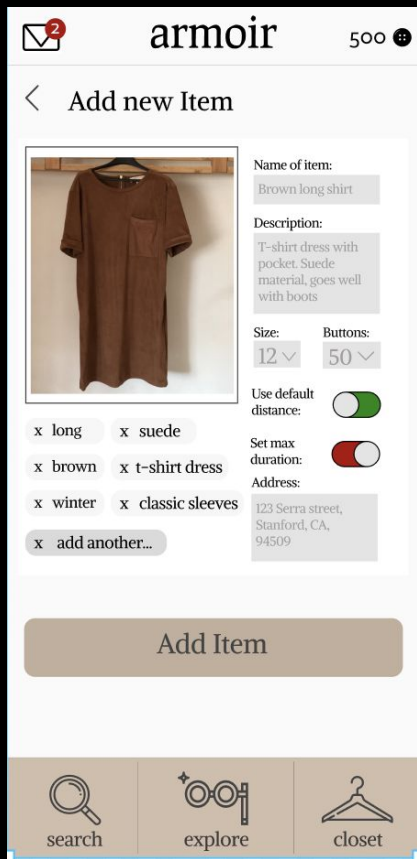 2
armoir
500
Add new Item
Name of item:
Brown long shirt
Description:
T-shirt dress with
pocket. Suede
material, goes well
with boots
Size:
Buttons:
12
50
Use default
distance:
Set max
duration:
Address:
123 Serra street,
Stanford, CA,
94509
x long
x suede
x brown
x t-shirt dress
x winter
x classic sleeves
x add another...
Add Item
search
explore
closet